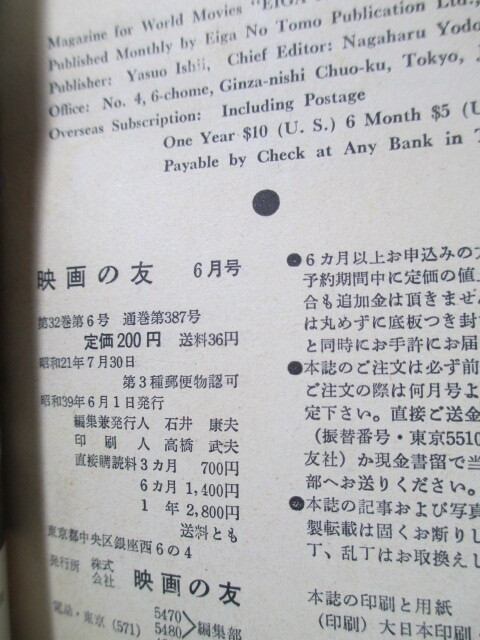 Magazine for World Movies "EIGA
Published Monthly by Eiga No Tomo Publication Ltd.,
Publisher: Yasuo Ishii, Chief Editor: Nagaharu Yodo
Office: No. 4, 6-chome, Ginza-nishi Chuo-ku, Tokyo,
Overseas Subscription: Including Postage
One Year $10 (U. S.) 6 Month $5 (U
Payable by Check at Any Bank in
●
映画の友 6月号
第32巻第6号 通巻第387号
定価200円 送料36円
昭和21年7月30日
第3種郵便物認可
昭和39年6月1日発行
編集兼発行人 石井 康夫
印刷人 高橋 武夫
直接購読料 3カ月 700円
6カ月 1,400円
1年 2,800円
送料とも
東京都中央区銀座西6の4
発行所 株式会社 映画の友
電話・東京 (571) 5470
5480 編集部
●6カ月以上お申込みの
予約期間中に定価の値
合も追加金は頂きませ
は丸めずに底板つき封
と同時にお手許にお届
●本誌のご注文は必ず前
ご注文の際は何月号よ
定下さい。直接ご送金
(振替番号・東京5510
友社)か現金書留で当
部へお送りください。
●本誌の記事および写真
製転載は固くお断りし
丁、乱丁はお取換えし
本誌の印刷と用紙
(印刷) 大日本印刷